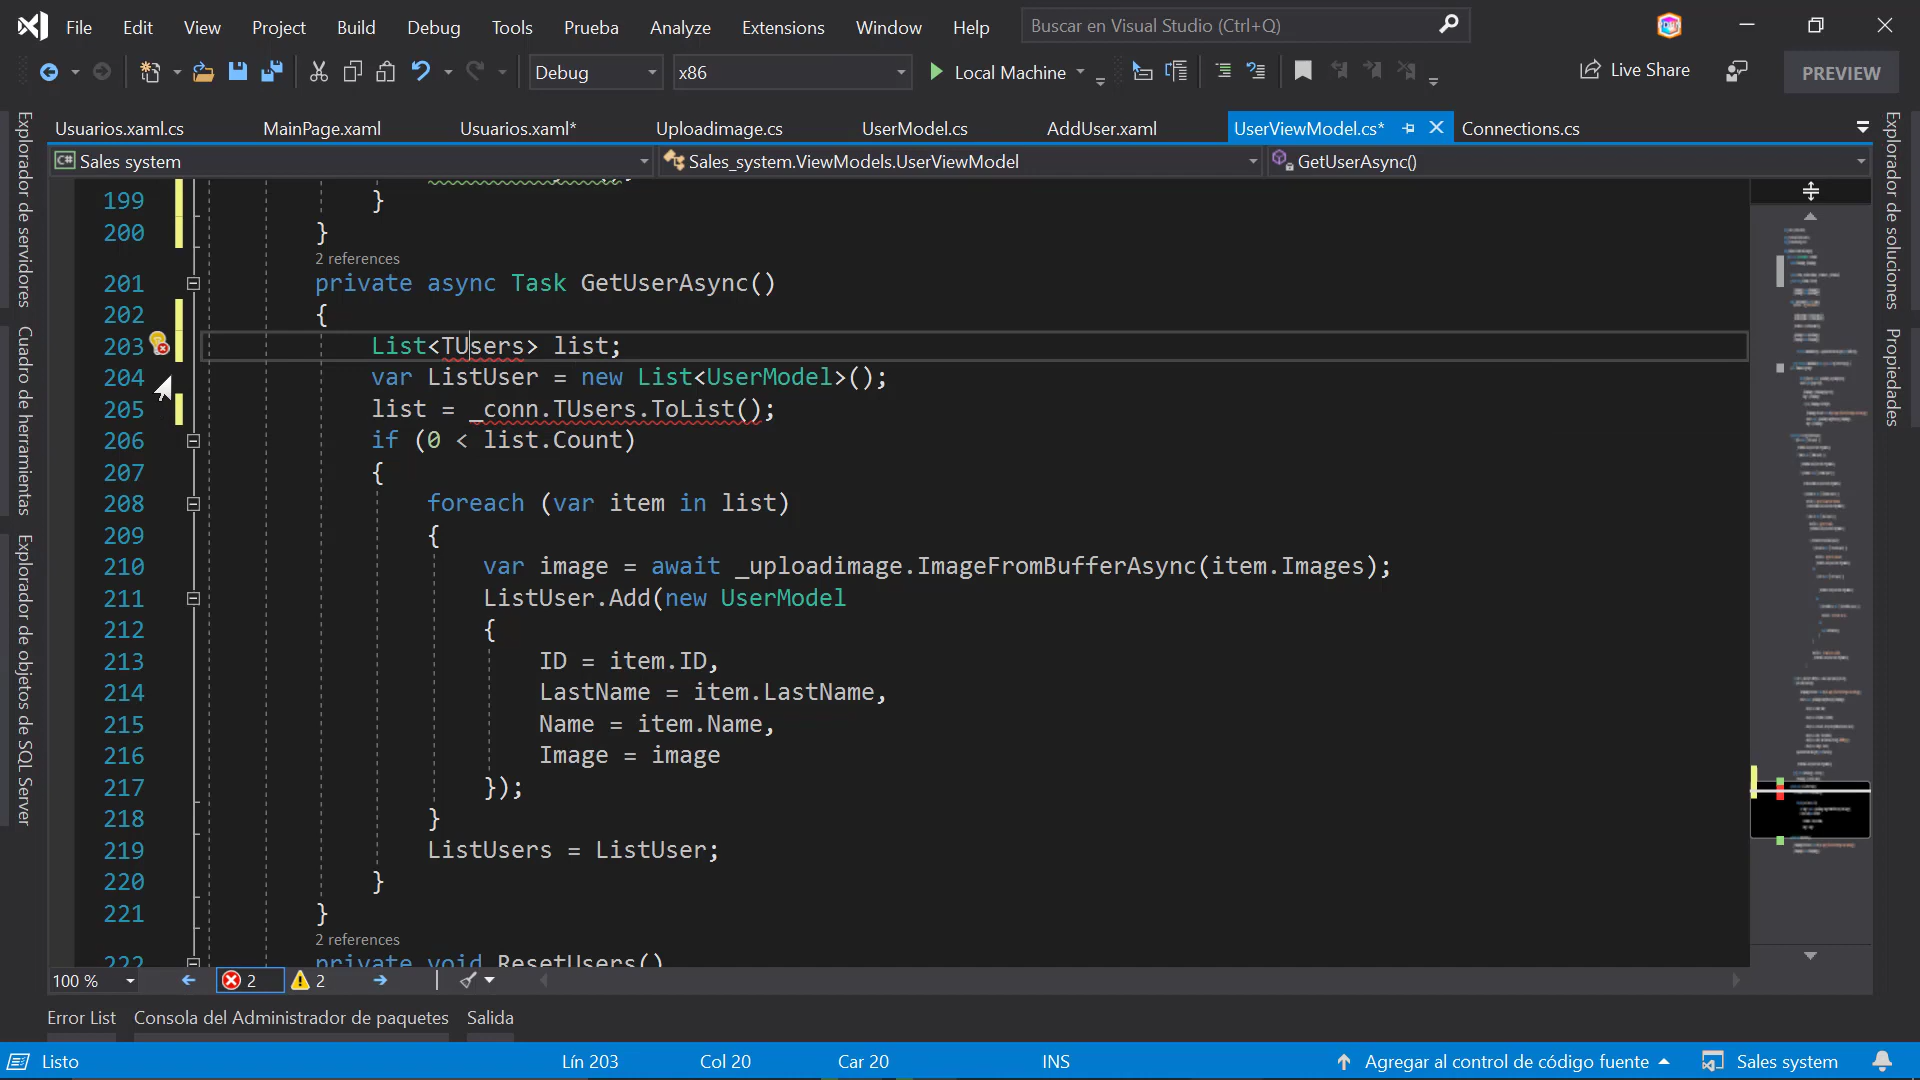 File Edit View Project Build Debug Tools Prueba Analyze Extensions Window Help Buscar en Visual Studio (Ctrl+Q)
Debug x86 Local Machine Live Share PREVIEW
Usuarios.xaml.cs MainPage.xaml Usuarios.xaml* Uploadimage.cs UserModel.cs AddUser.xaml UserViewModel.cs* Connections.cs
C# Sales system Sales_system.ViewModels.UserViewModel GetUserAsync()
Explorador de servidores
Cuadro de herramientas
Explorador de objetos de SQL Server
199 }
200 }
2 references
201 private async Task GetUserAsync()
202 {
203 List<TUsers> list;
204 var ListUser = new List<UserModel>();
205 list = _conn.TUsers.ToList();
206 if (0 < list.Count)
207 {
208 foreach (var item in list)
209 {
210 var image = await _uploadimage.ImageFromBufferAsync(item.Images);
211 ListUser.Add(new UserModel
212 {
213 ID = item.ID,
214 LastName = item.LastName,
215 Name = item.Name,
216 Image = image
217 });
218 }
219 ListUsers = ListUser;
220 }
221 }
2 references
222 private void ResetUsers()
Explorador de soluciones
Propiedades
100 % 2 2
Error List Consola del Administrador de paquetes Salida
Listo Lín 203 Col 20 Car 20 INS Agregar al control de código fuente Sales system